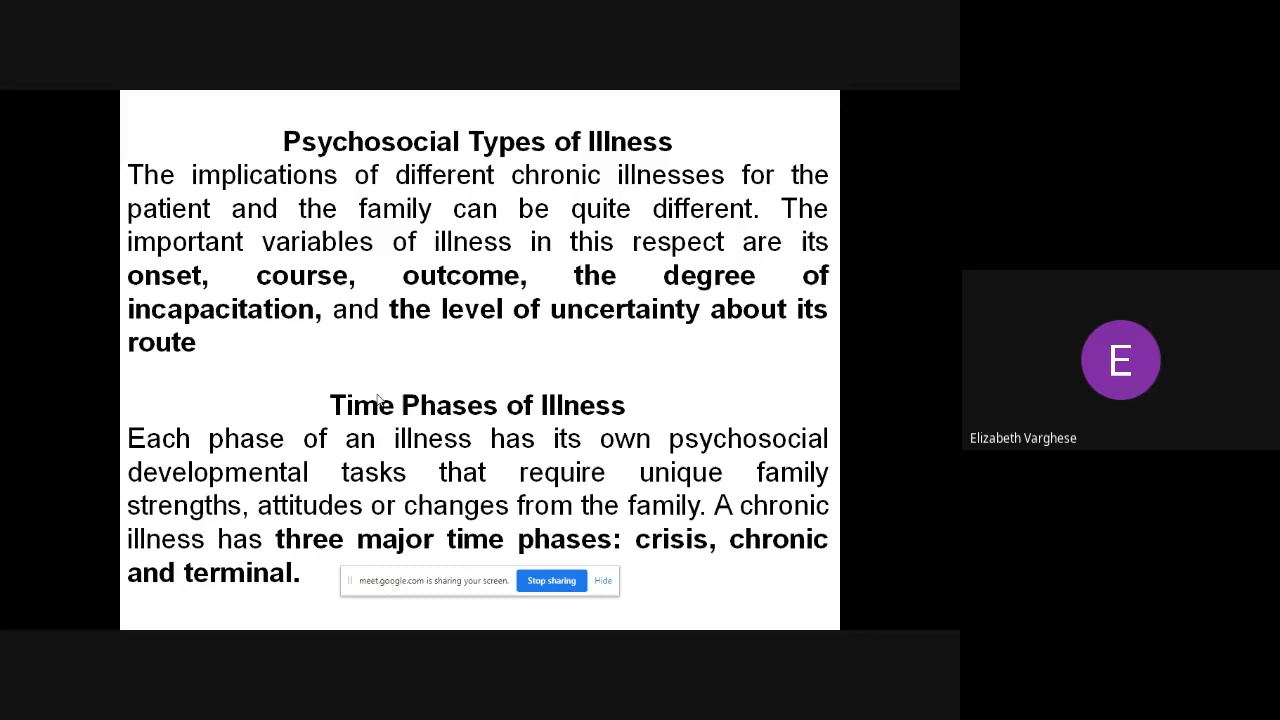 Psychosocial Types of Illness
The implications of different chronic illnesses for the
patient and the family can be quite different. The
important variables of illness in this respect are its
onset, course, outcome, the degree of
incapacitation, and the level of uncertainty about its
route
Time Phases of Illness
Each phase of an illness has its own psychosocial
developmental tasks that require unique family
strengths, attitudes or changes from the family. A chronic
illness has three major time phases: crisis, chronic
and terminal.
meet.google.com is sharing your screen. Stop sharing Hide
E
Elizabeth Varghese